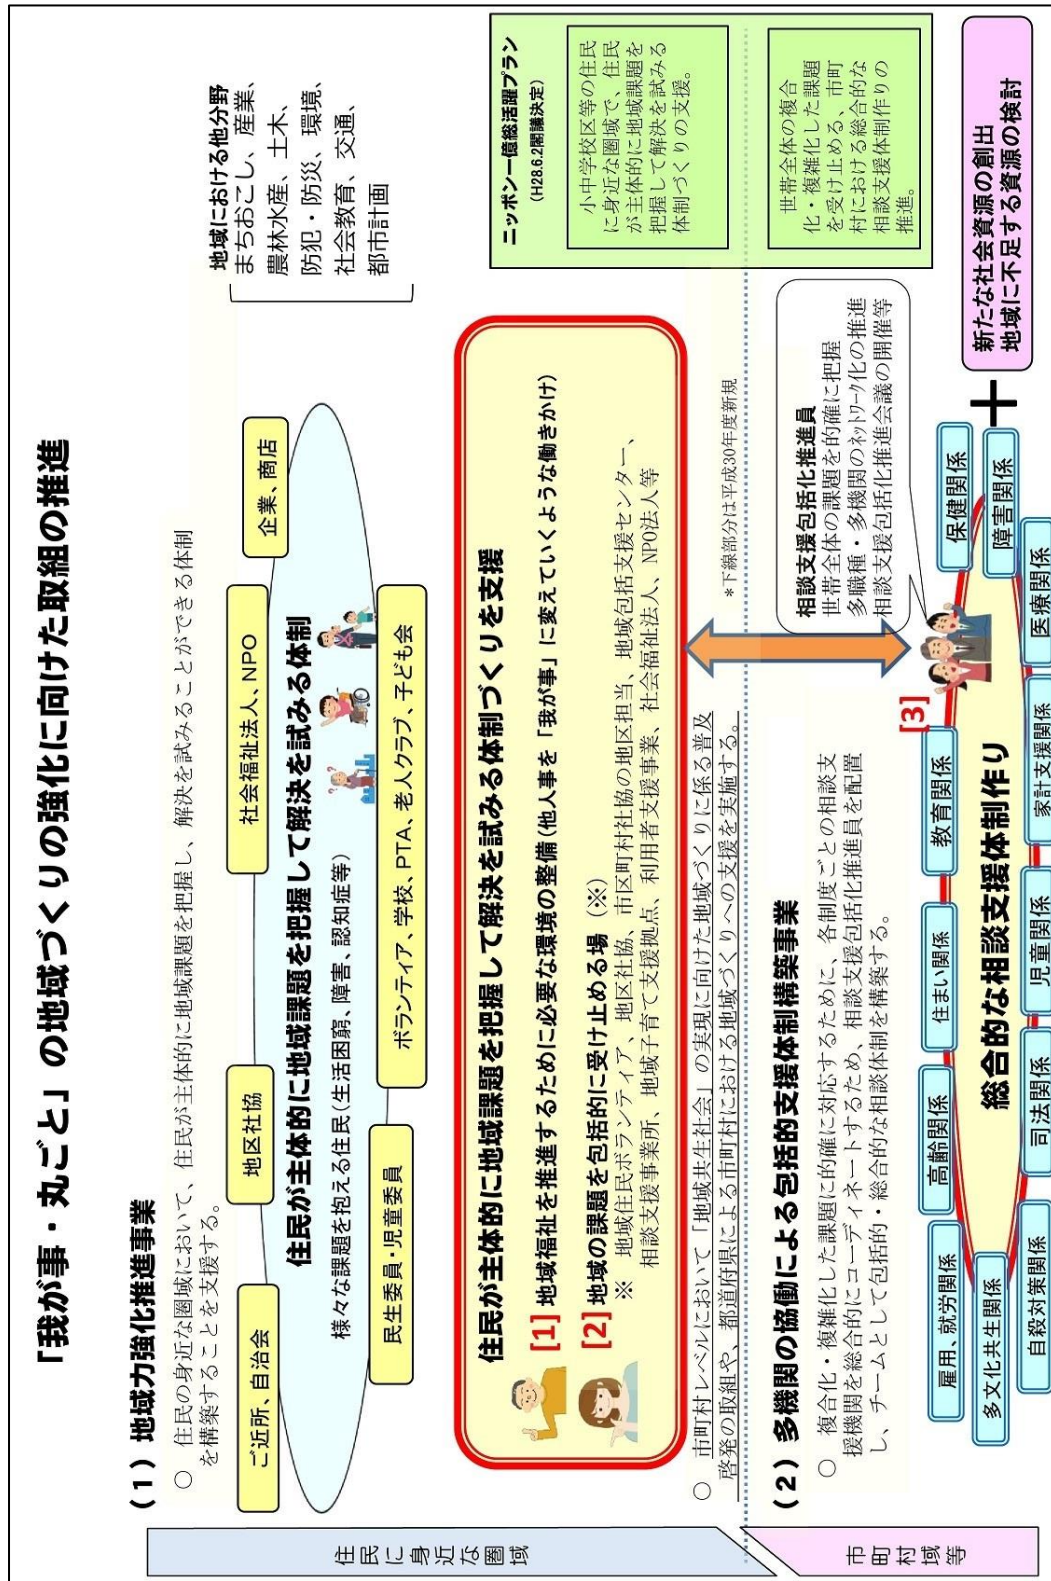 「我が事・丸ごと」の地域づくりの強化に向けた取組の推進
(1)地域力強化推進事業
○ 住民の身近な圏域において、住民が主体的に地域課題を把握し、解決を試みることができる体制
を構築することを支援する。
ご近所、自治会
地区社協
社会福祉法人、NPO
企業、商店
住民が主体的に地域課題を把握して解決を試みる体制
様々な課題を抱える住民(生活困窮、障害、認知症等)
民生委員・児童委員
ボランティア、学校、PTA、老人クラブ、子ども会
地域における他分野
まちおこし、産業、
農林水産、土木、
防犯・防災、環境、
社会教育、交通、
都市計画
住民が主体的に地域課題を把握して解決を試みる体制づくりを支援
[1] 地域福祉を推進するために必要な環境の整備(他人事を「我が事」に変えていくような働きかけ)
[2] 地域の課題を包括的に受け止める場(※)
※ 地域住民ボランティア、地区社協、市区町村社協の地区担当、地域包括支援センター、
相談支援事業所、地域子育て支援拠点、利用者支援事業、社会福祉法人、NPO法人等
○ 市町村レベルにおいて「地域共生社会」の実現に向けた地域づくりに係る普及
啓発の取組や、都道府県による市町村における地域づくりへの支援を実施する。
*下線部分は平成30年度新規
ニッポン一億総活躍プラン
(H28.6.2閣議決定)
小中学校区等の住民
に身近な圏域で、住民
が主体的に地域課題を
把握して解決を試みる
体制づくりの支援。
世帯全体の複合
化・複雑化した課題
を受け止める、市町
村における総合的な
相談支援体制作りの
推進。
(2)多機関の協働による包括的支援体制構築事業
○ 複合化・複雑化した課題に的確に対応するために、各制度ごとの相談支
援機関を総合的にコーディネートするため、相談支援包括化推進員を配置
し、チームとして包括的・総合的な相談体制を構築する。
相談支援包括化推進員
世帯全体の課題を的確に把握
多職種・多機関のネットワーク化の推進
相談支援包括化推進会議の開催等
[3]
雇用、就労関係
高齢関係
住まい関係
教育関係
保健関係
多文化共生関係
総合的な相談支援体制作り
障害関係
自殺対策関係
司法関係
児童関係
家計支援関係
医療関係
+
新たな社会資源の創出
地域に不足する資源の検討
住民に身近な圏域
市町村域等